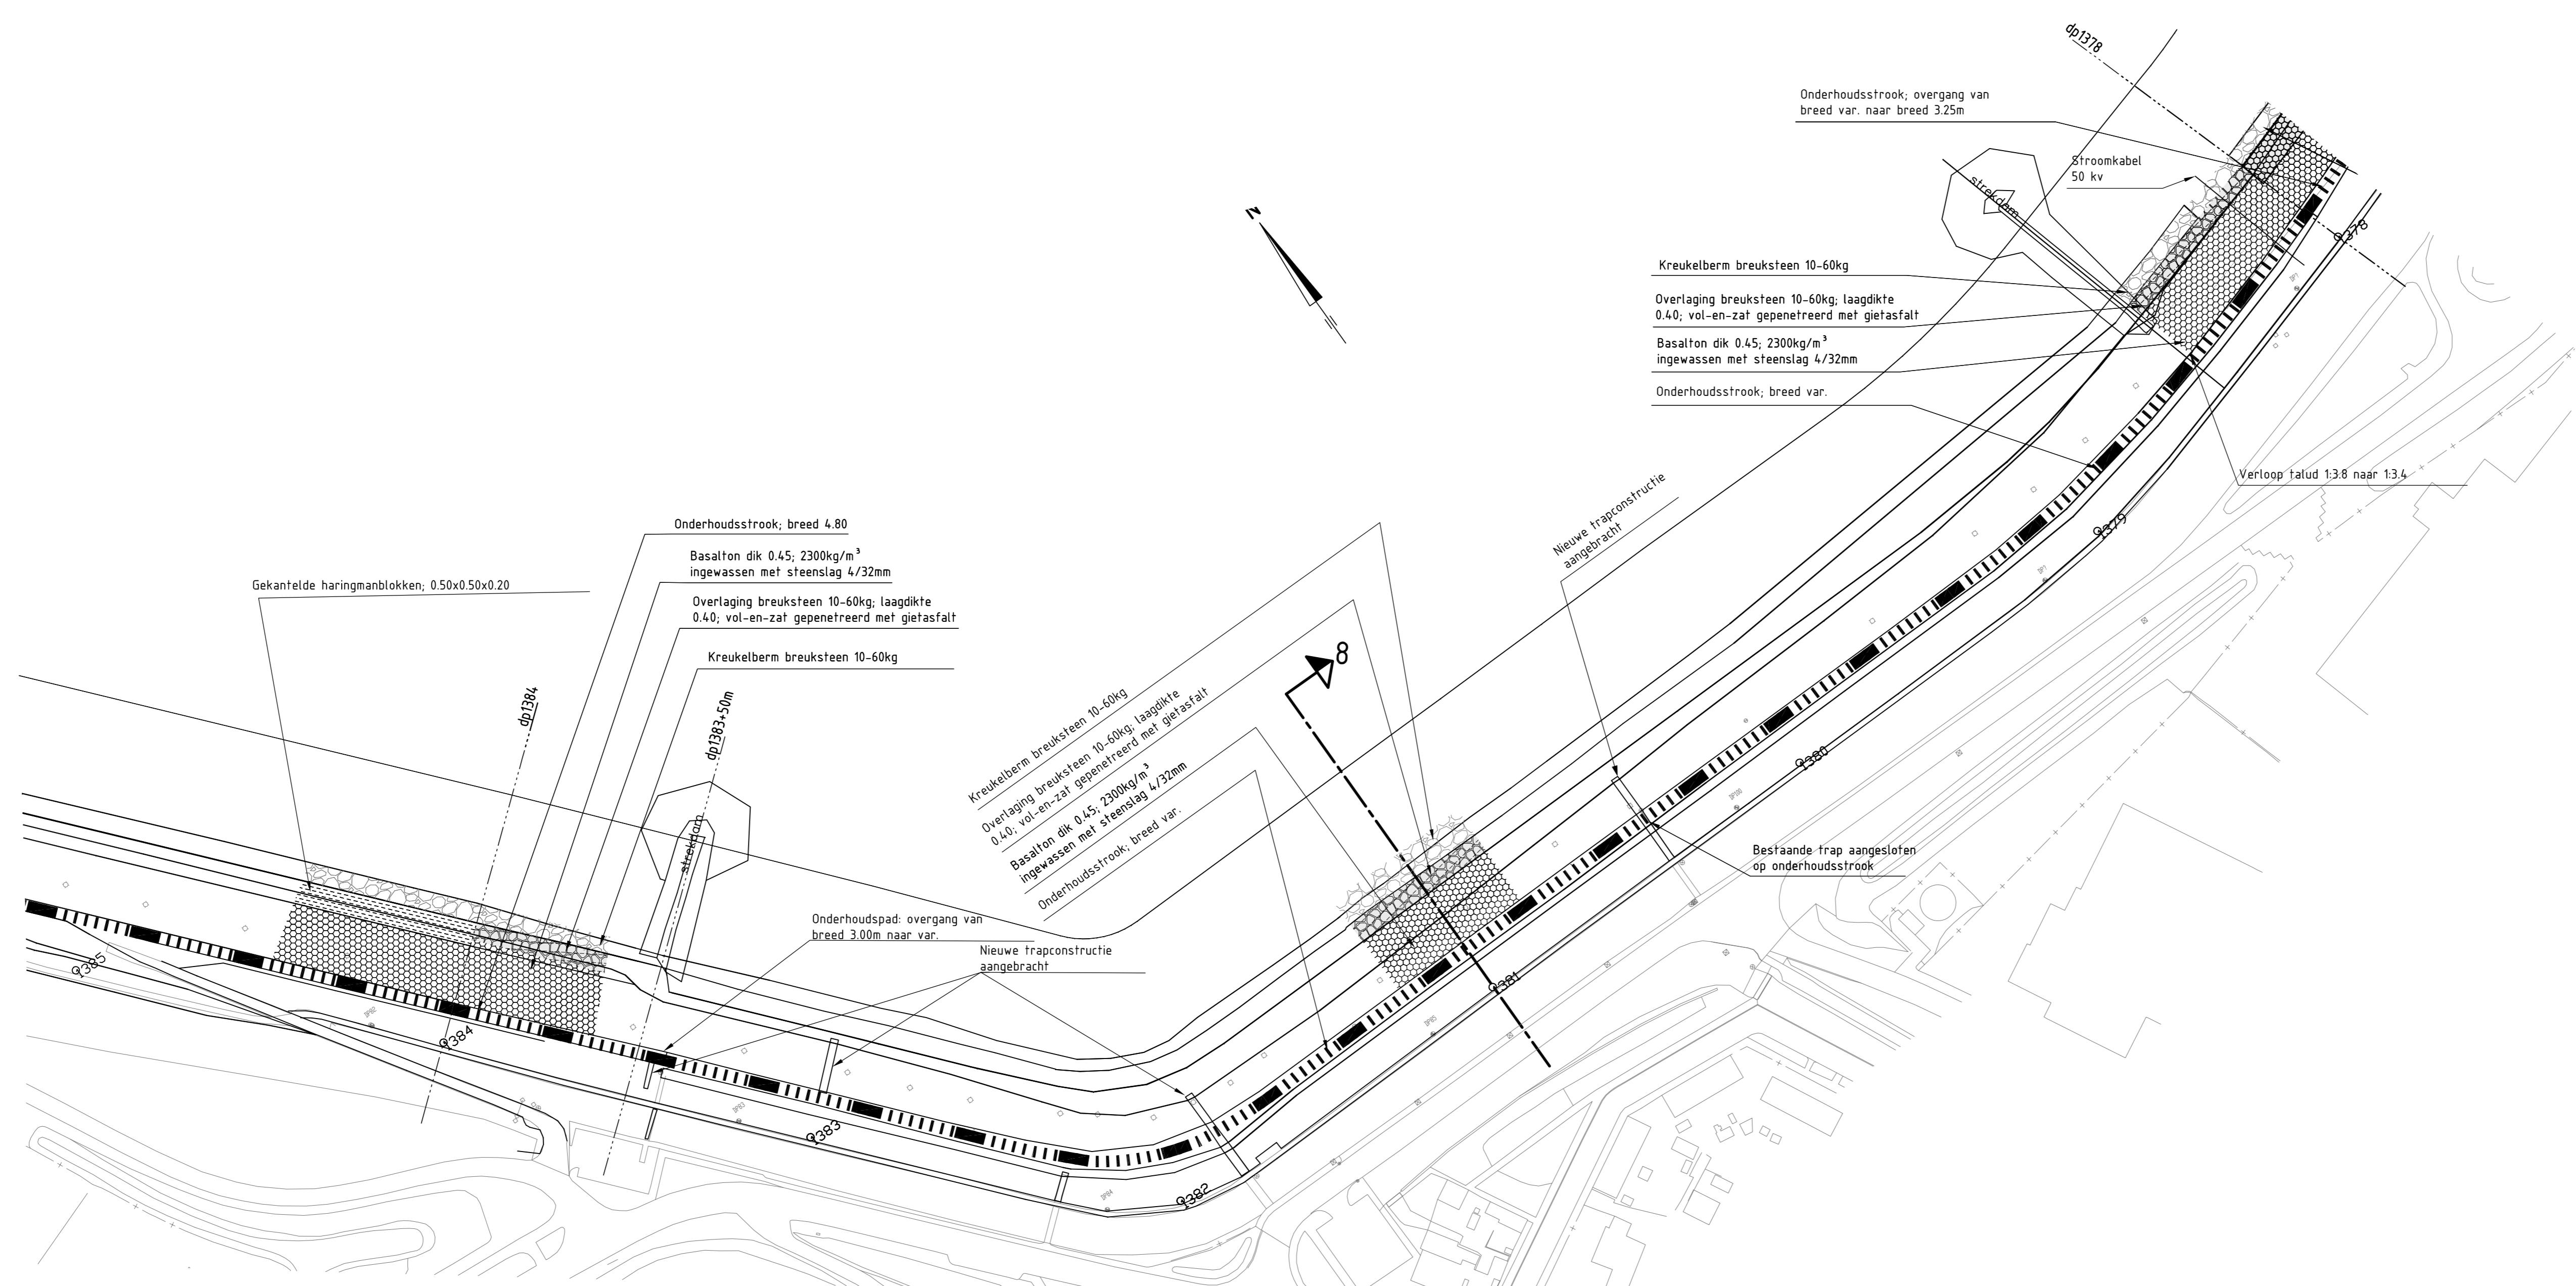 dp1378
Onderhoudsstrook; overgang van
breed var. naar breed 3.25m
Stroomkabel
50 kv
strekdam
N
1378
DP1
Kreukelberm breuksteen 10-60kg
Overlaging breuksteen 10-60kg; laagdikte
0.40; vol-en-zat gepenetreerd met gietasfalt
Basalton dik 0.45; 2300kg/m³
ingewassen met steenslag 4/32mm
Onderhoudsstrook; breed var.
Verloop talud 1:3.8 naar 1:3.4
Nieuwe trapconstructie
aangebracht
1379
DP1
Onderhoudsstrook; breed 4.80
Basalton dik 0.45; 2300kg/m³
ingewassen met steenslag 4/32mm
Gekantelde haringmanblokken; 0.50x0.50x0.20
Overlaging breuksteen 10-60kg; laagdikte
0.40; vol-en-zat gepenetreerd met gietasfalt
Kreukelberm breuksteen 10-60kg
dp1384
dp1383+50m
strekdam
8
Kreukelberm breuksteen 10-60kg
Overlaging breuksteen 10-60kg; laagdikte
0.40; vol-en-zat gepenetreerd met gietasfalt
Basalton dik 0.45; 2300kg/m³
ingewassen met steenslag 4/32mm
Onderhoudsstrook; breed var.
1380
DP100
Bestaande trap aangesloten
op onderhoudsstrook
Onderhoudspad: overgang van
breed 3.00m naar var.
Nieuwe trapconstructie
aangebracht
1385
1381
DP85
DP82
1384
DP83
1383
DP84
1382